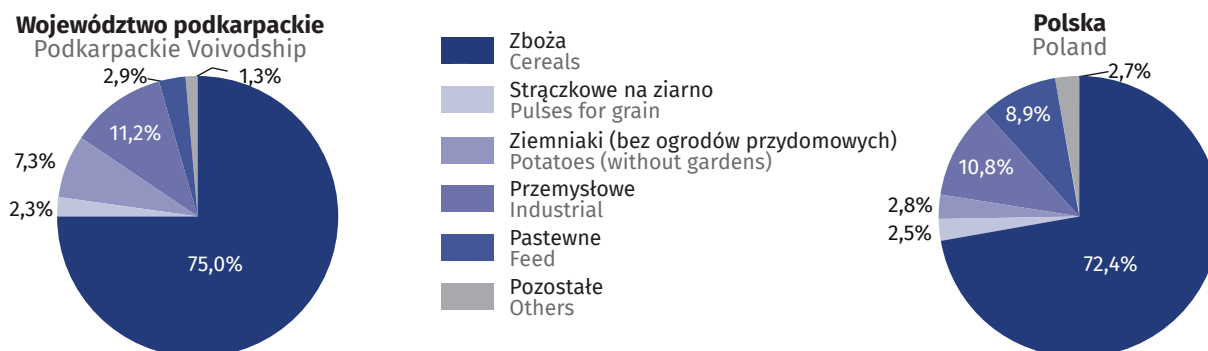 Województwo podkarpackie
Podkarpackie Voivodship
2,9%
1,3%
11,2%
7,3%
2,3%
75,0%
Zboża
Cereals
Strączkowe na ziarno
Pulses for grain
Ziemniaki (bez ogrodów przydomowych)
Potatoes (without gardens)
Przemysłowe
Industrial
Pastewne
Feed
Pozostałe
Others
Polska
Poland
2,7%
8,9%
10,8%
2,8%
2,5%
72,4%